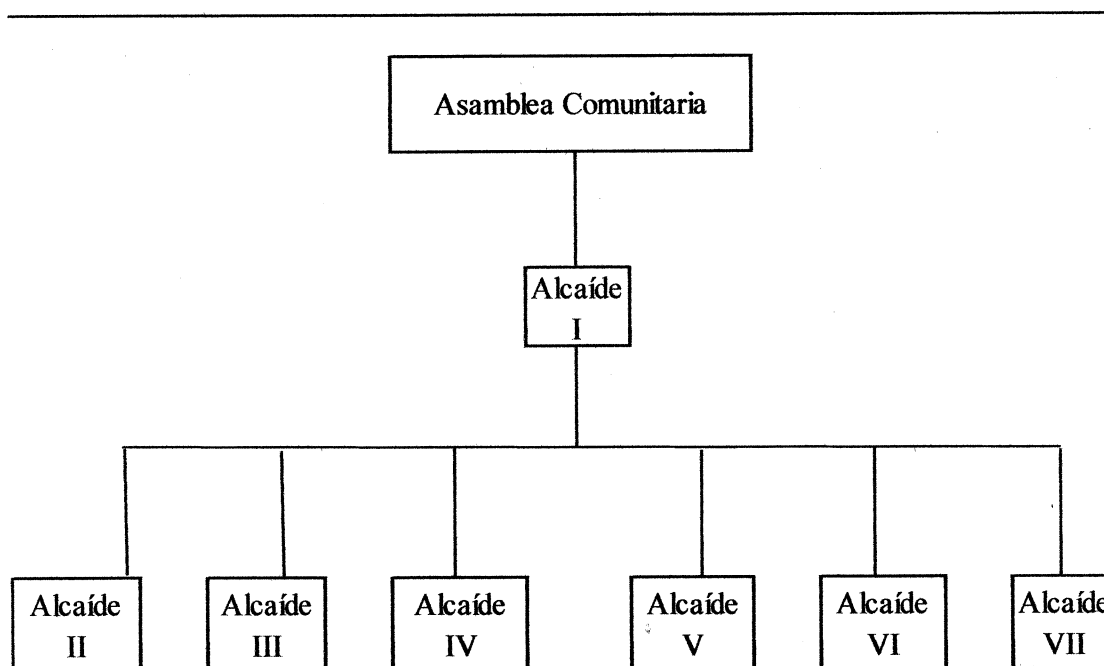 Asamblea Comunitaria
Alcaíde
I
Alcaíde
II
Alcaíde
III
Alcaíde
IV
Alcaíde
V
Alcaíde
VI
Alcaíde
VII